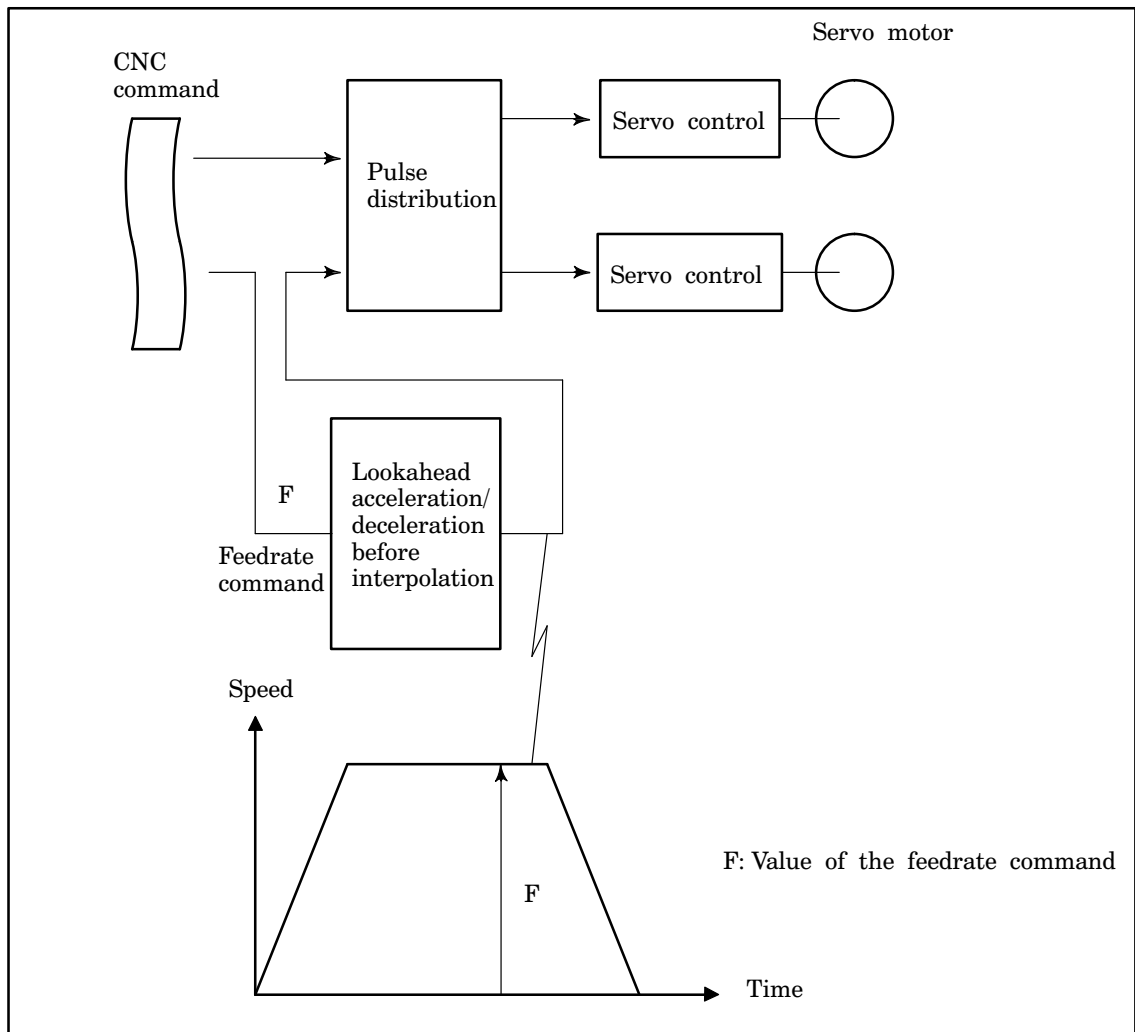 Servo motor
CNC
command
Servo control
Pulse
distribution
Servo control
Lookahead
acceleration/
deceleration
before
interpolation
F
Feedrate
command
Speed
F: Value of the feedrate command
F
Time